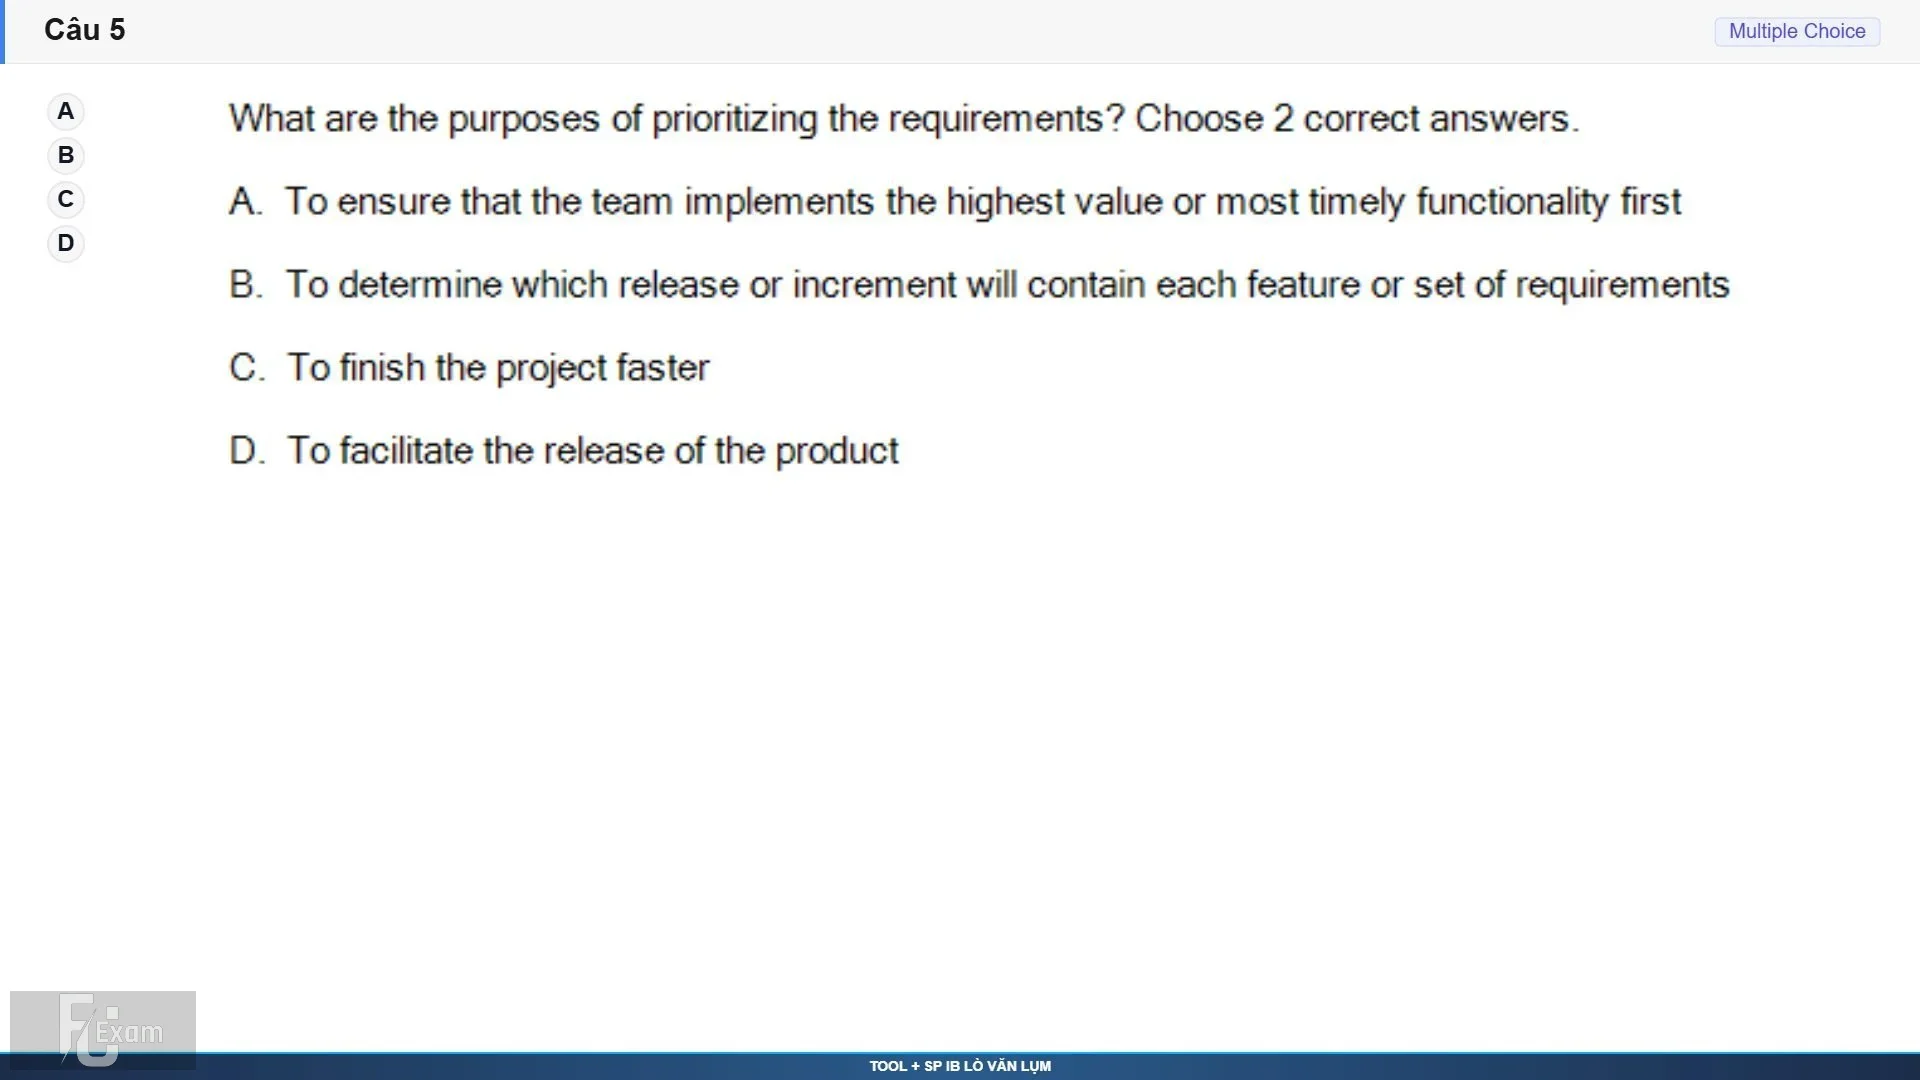 Câu 5
Multiple Choice
A
B
C
D
What are the purposes of prioritizing the requirements? Choose 2 correct answers.
A. To ensure that the team implements the highest value or most timely functionality first
B. To determine which release or increment will contain each feature or set of requirements
C. To finish the project faster
D. To facilitate the release of the product
FU Exam
TOOL + SP IB LÒ VĂN LỤM